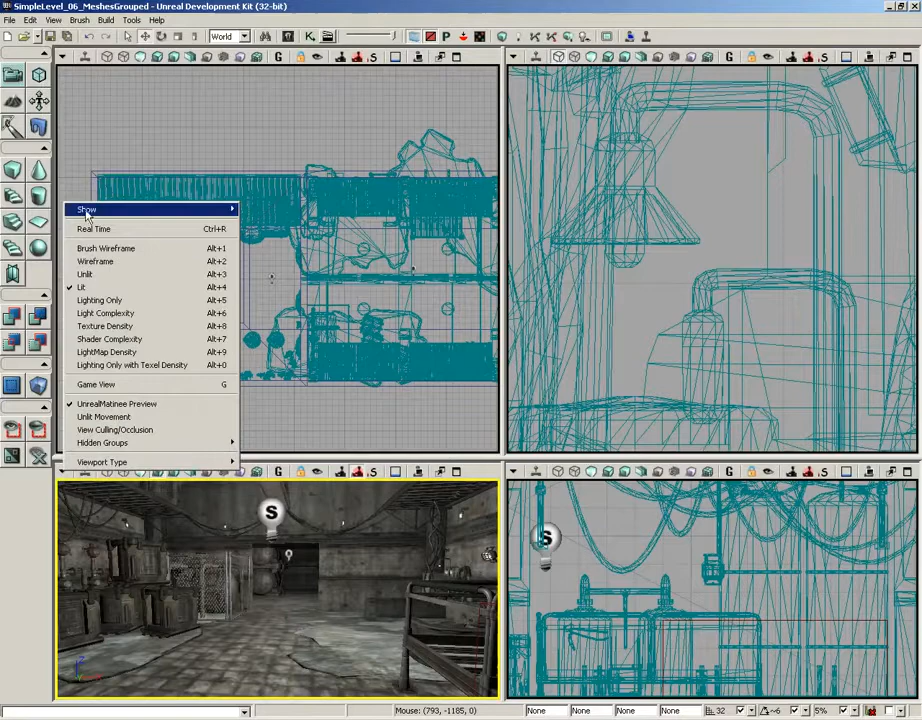 SimpleLevel_06_MeshesGrouped - Unreal Development Kit (32-bit)
File Edit View Brush Build Tools Help
World
G
P
G
S
G
S
Show
Real Time Ctrl+R
Brush Wireframe Alt+1
Wireframe Alt+2
Unlit Alt+3
Lit Alt+4
Lighting Only Alt+5
Light Complexity Alt+6
Texture Density Alt+8
Shader Complexity Alt+7
LightMap Density Alt+9
Lighting Only with Texel Density Alt+0
Game View G
UnrealMatinee Preview
Unlit Movement
View Culling/Occlusion
Hidden Groups
Viewport Type
G
S
G
S
S
S
Mouse: (793, -1185, 0)
None
None
None
None
32
~6
5%